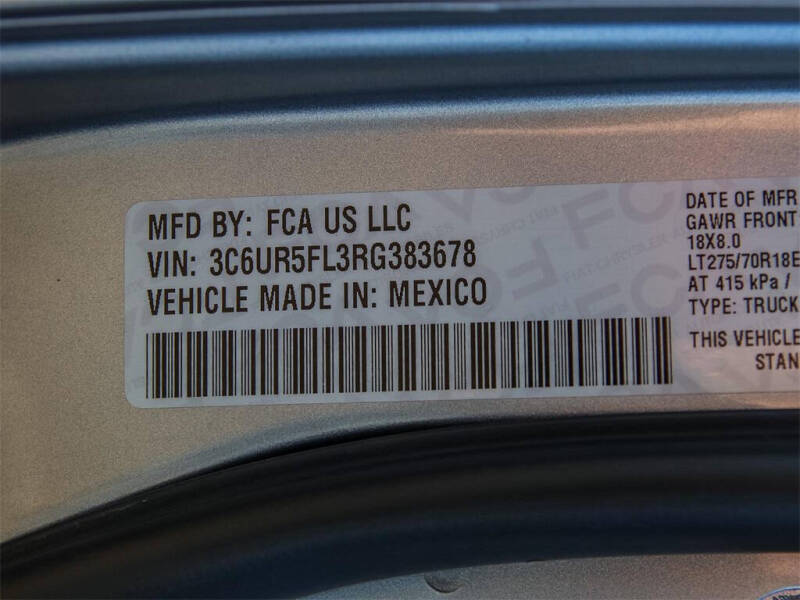 MFD BY: FCA US LLC
VIN: 3C6UR5FL3RG383678
VEHICLE MADE IN: MEXICO
DATE OF MFR
GAWR FRONT
18X8.0
LT275/70R18E
AT 415 kPa /
TYPE: TRUCK
THIS VEHICLE
STAN